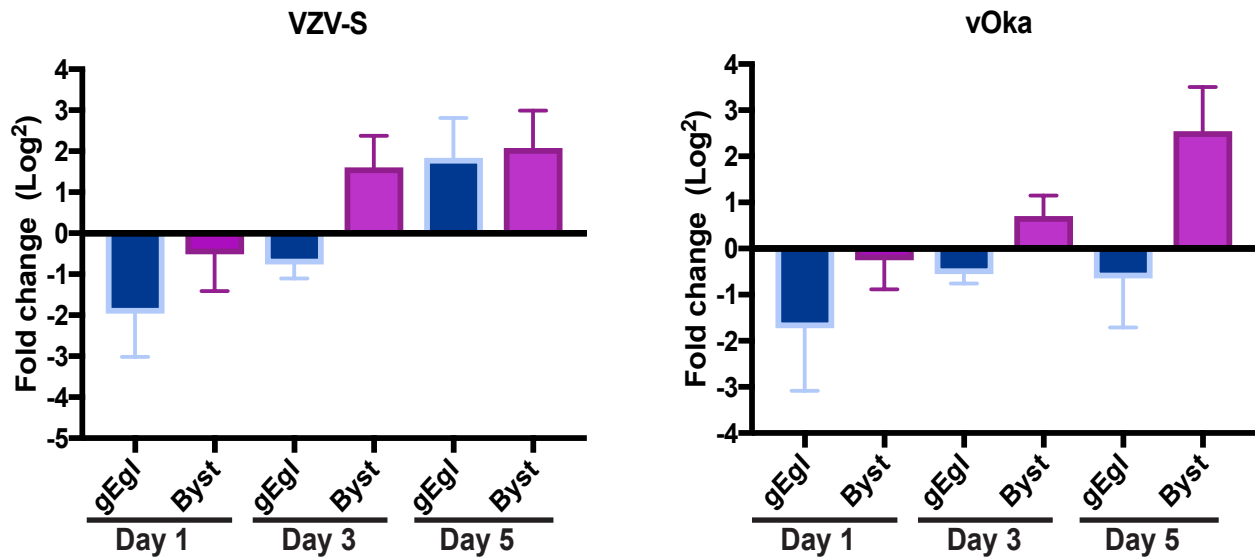 VZV-S
Fold change (Log²)
4
3
2
1
0
-1
-2
-3
-4
-5
gEgI
Byst
gEgI
Byst
gEgI
Byst
Day 1
Day 3
Day 5
vOka
Fold change (Log²)
4
3
2
1
0
-1
-2
-3
-4
gEgI
Byst
gEgI
Byst
gEgI
Byst
Day 1
Day 3
Day 5